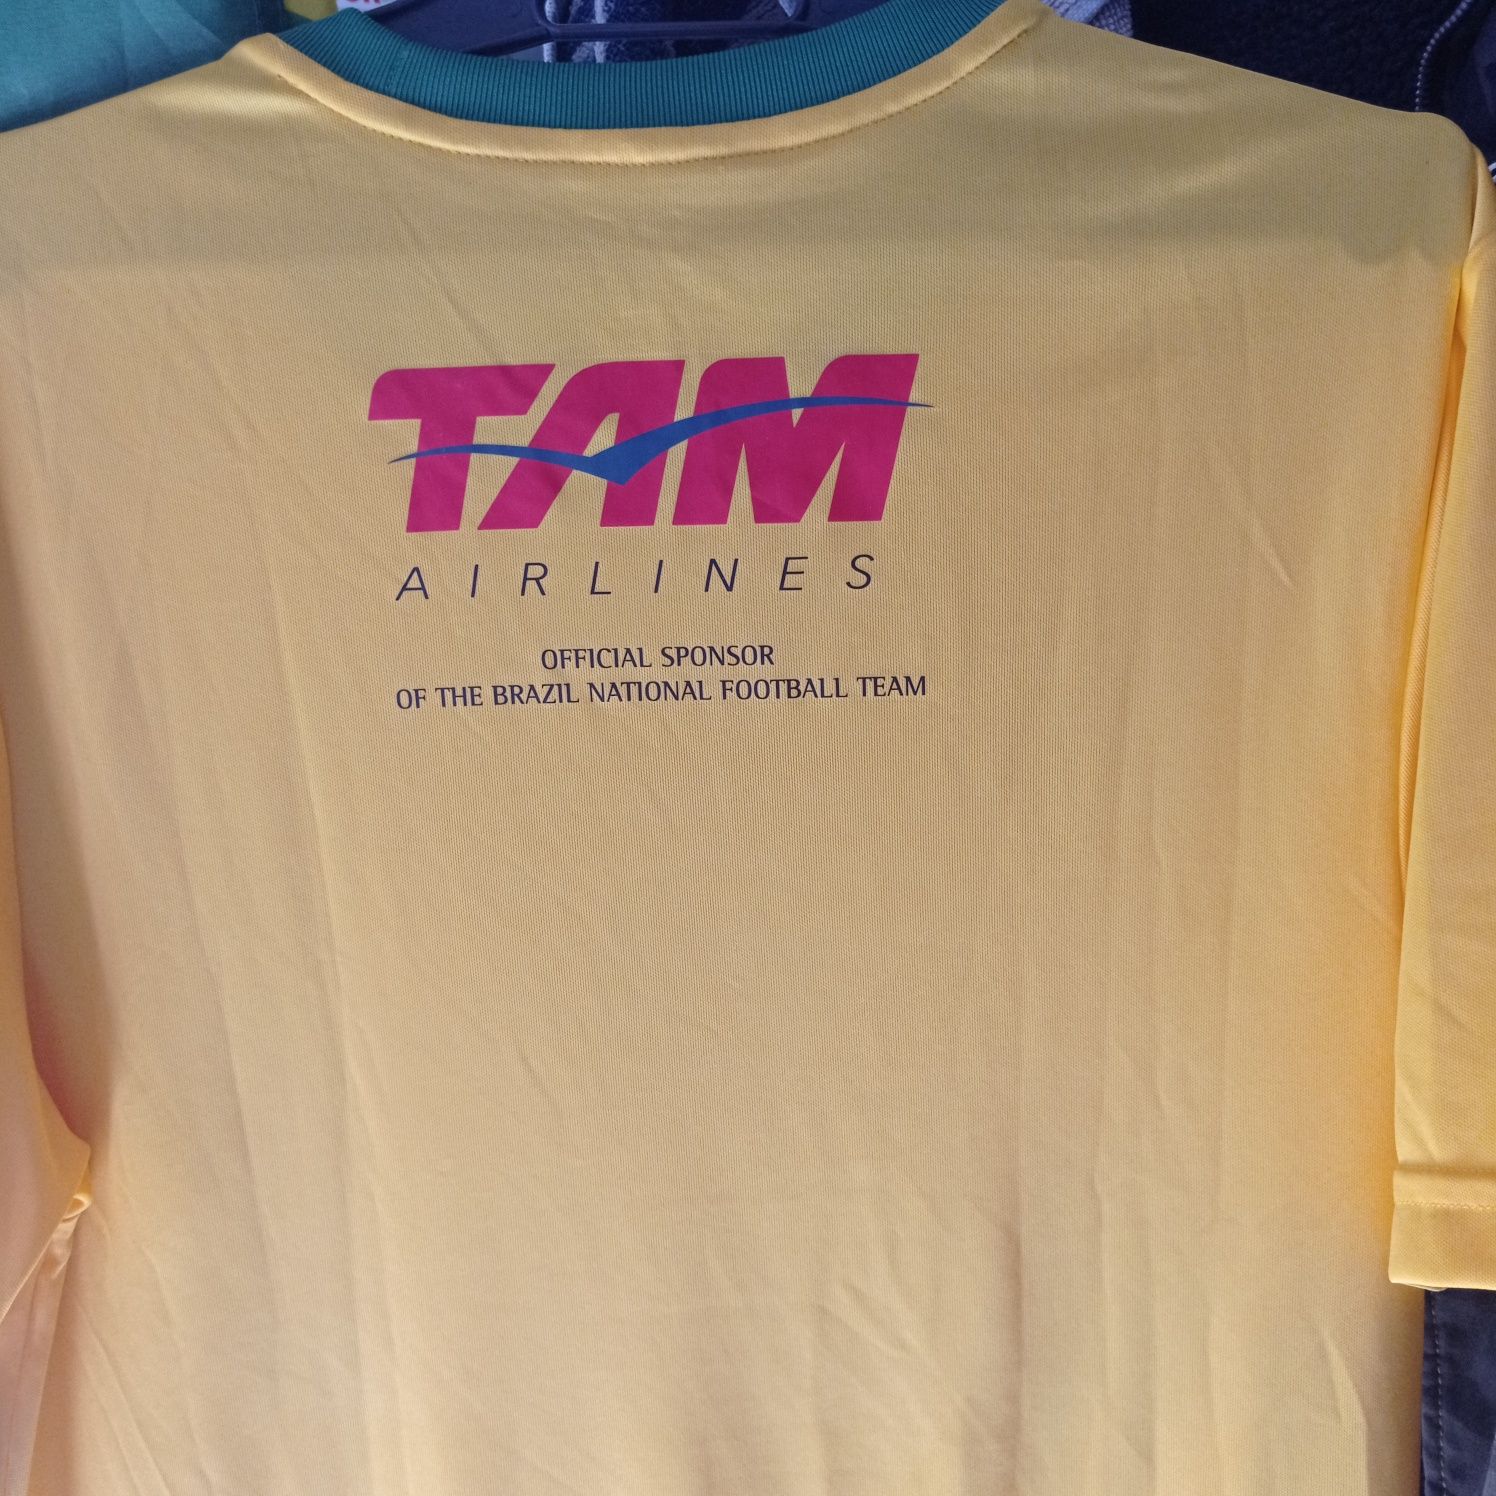 TAM
AIRLINES
OFFICIAL SPONSOR
OF THE BRAZIL NATIONAL FOOTBALL TEAM